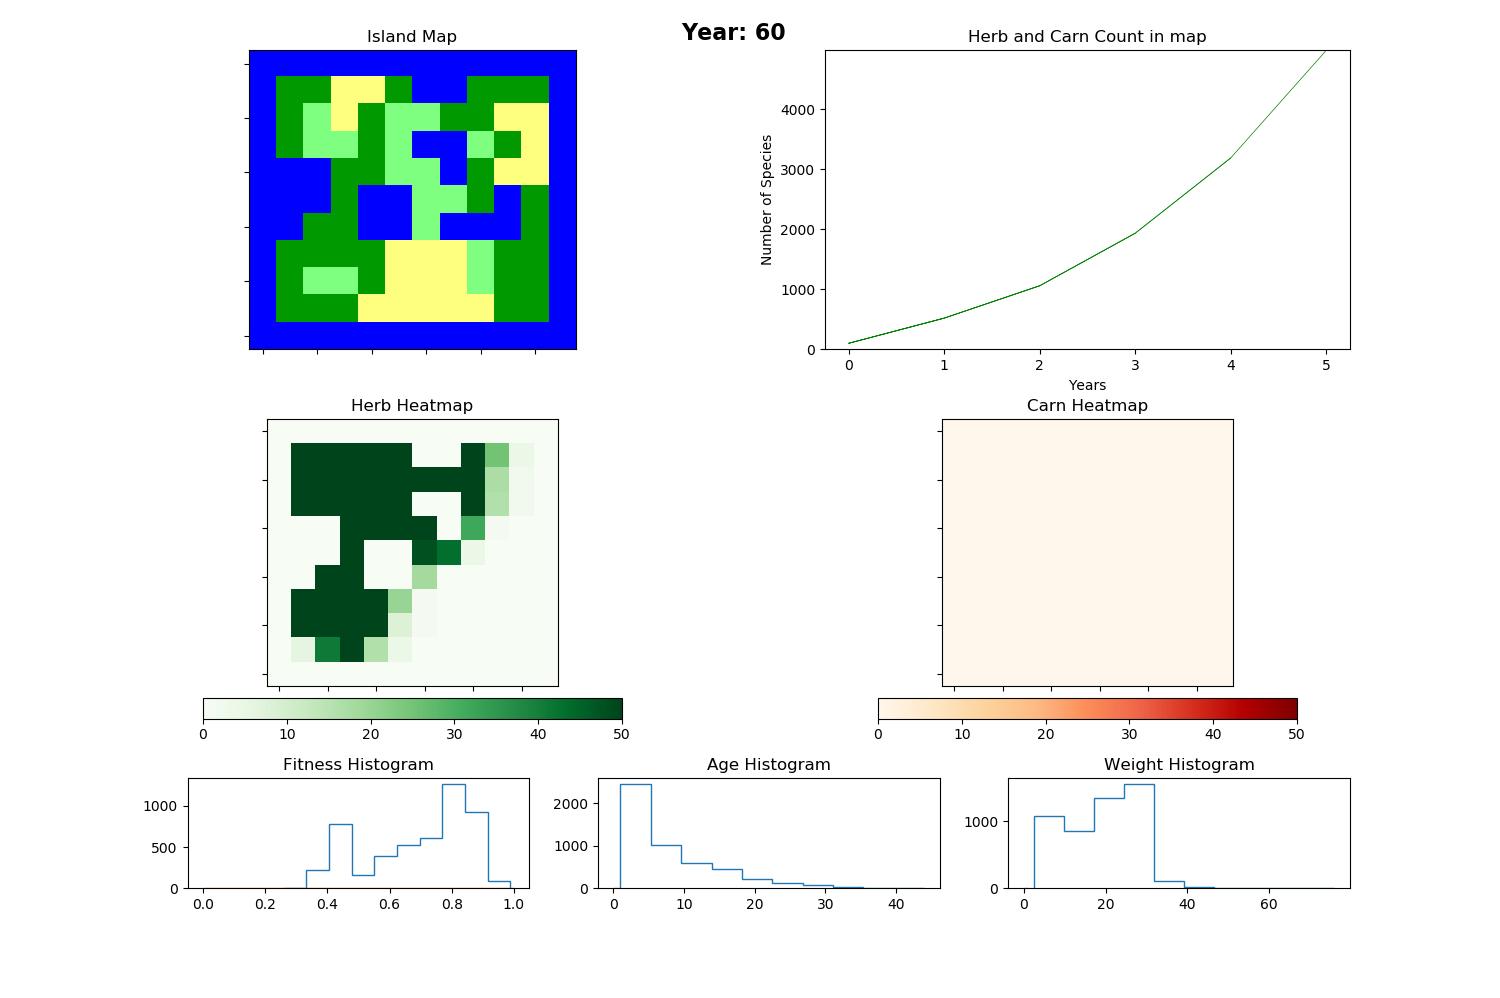 Year: 60
Island Map
Herb and Carn Count in map
Number of Species
4000
3000
2000
1000
0
0 1 2 3 4 5
Years
Herb Heatmap
Carn Heatmap
0 10 20 30 40 50
0 10 20 30 40 50
Fitness Histogram
1000
500
0
0.0 0.2 0.4 0.6 0.8 1.0
Age Histogram
2000
1000
0
0 10 20 30 40
Weight Histogram
1000
0
0 20 40 60